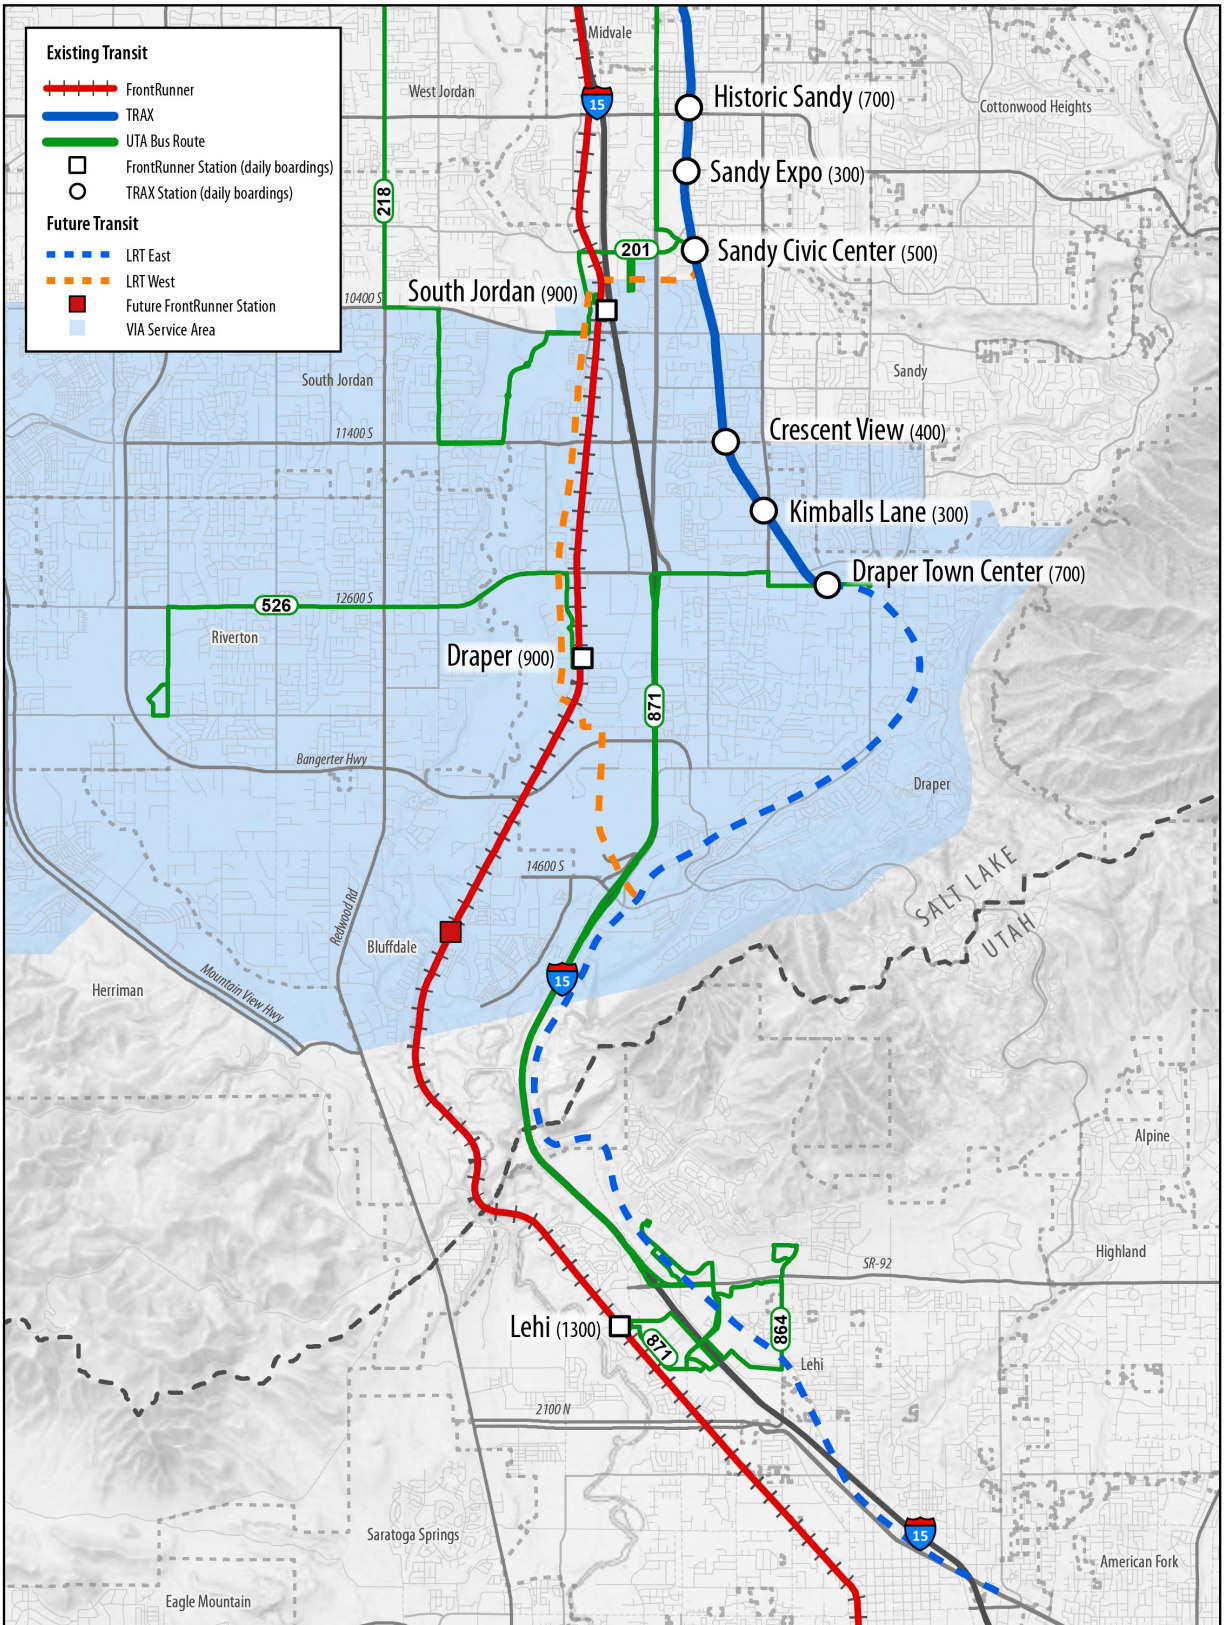 Existing Transit
FrontRunner
TRAX
UTA Bus Route
FrontRunner Station (daily boardings)
TRAX Station (daily boardings)
Future Transit
LRT East
LRT West
Future FrontRunner Station
VIA Service Area
Midvale
West Jordan
15
Historic Sandy (700)
Cottonwood Heights
Sandy Expo (300)
218
201
Sandy Civic Center (500)
South Jordan (900)
10400 S
South Jordan
Sandy
11400 S
Crescent View (400)
Kimballs Lane (300)
Draper Town Center (700)
526
12600 S
Riverton
Draper (900)
871
Bangerter Hwy
Draper
14600 S
SALT LAKE
UTAH
Redwood Rd
Bluffdale
15
Herriman
Mountain View Hwy
Alpine
Highland
SR-92
Lehi (1300)
871
864
Lehi
2100 N
Saratoga Springs
15
American Fork
Eagle Mountain